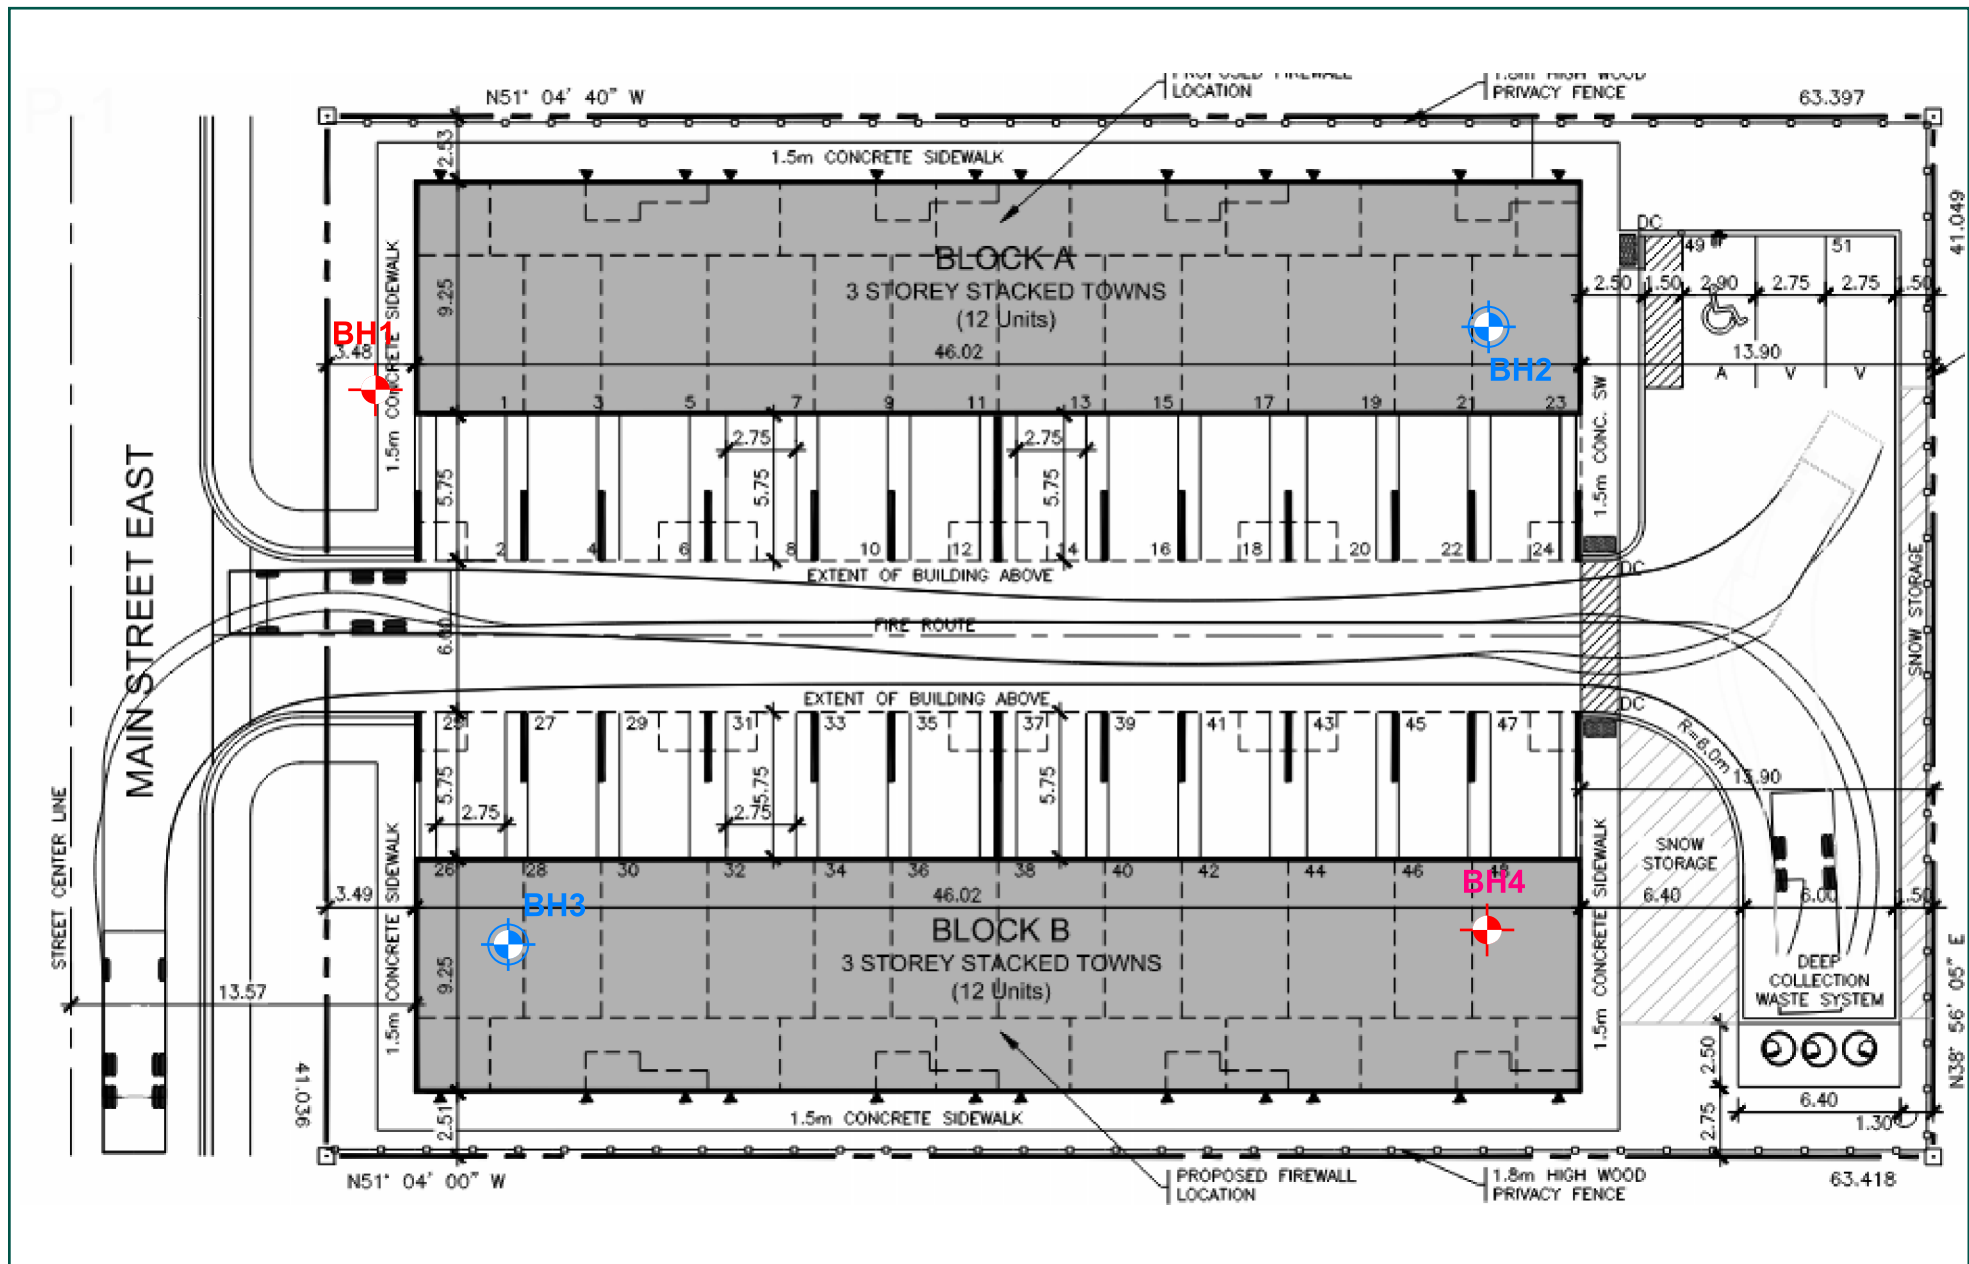 P-1
N51° 04' 40" W
PROPOSED FIREWALL
LOCATION
1.8m HIGH WOOD
PRIVACY FENCE
63.397
2.53
1.5m CONCRETE SIDEWALK
41.049
DC
49
51
BLOCK A
3 STOREY STACKED TOWNS
(12 Units)
9.25
1.5m CONCRETE SIDEWALK
2.50
1.50
2.90
2.75
2.75
1.50
BH1
3.48
46.02
BH2
13.90
A
V
V
1
3
5
7
9
11
13
15
17
19
21
23
2.75
2.75
5.75
5.75
5.75
1.5m CONC. SW
2
4
6
8
10
12
14
16
18
20
22
24
EXTENT OF BUILDING ABOVE
DC
SNOW STORAGE
MAIN STREET EAST
FIRE ROUTE
6.00
EXTENT OF BUILDING ABOVE
DC
27
29
31
33
35
37
39
41
43
45
47
R=6.0m
5.75
5.75
5.75
2.75
2.75
13.90
STREET CENTER LINE
1.5m CONCRETE SIDEWALK
1.5m CONCRETE SIDEWALK
SNOW
STORAGE
26
28
30
32
34
36
38
40
42
44
46
48
BH4
3.49
46.02
BH3
6.40
6.00
1.50
BLOCK B
3 STOREY STACKED TOWNS
(12 Units)
9.25
13.57
DEEP
COLLECTION
WASTE SYSTEM
N38° 56' 05" E
2.50
41.036
2.51
1.5m CONCRETE SIDEWALK
6.40
2.75
1.30
N51° 04' 00" W
PROPOSED FIREWALL
LOCATION
1.8m HIGH WOOD
PRIVACY FENCE
63.418